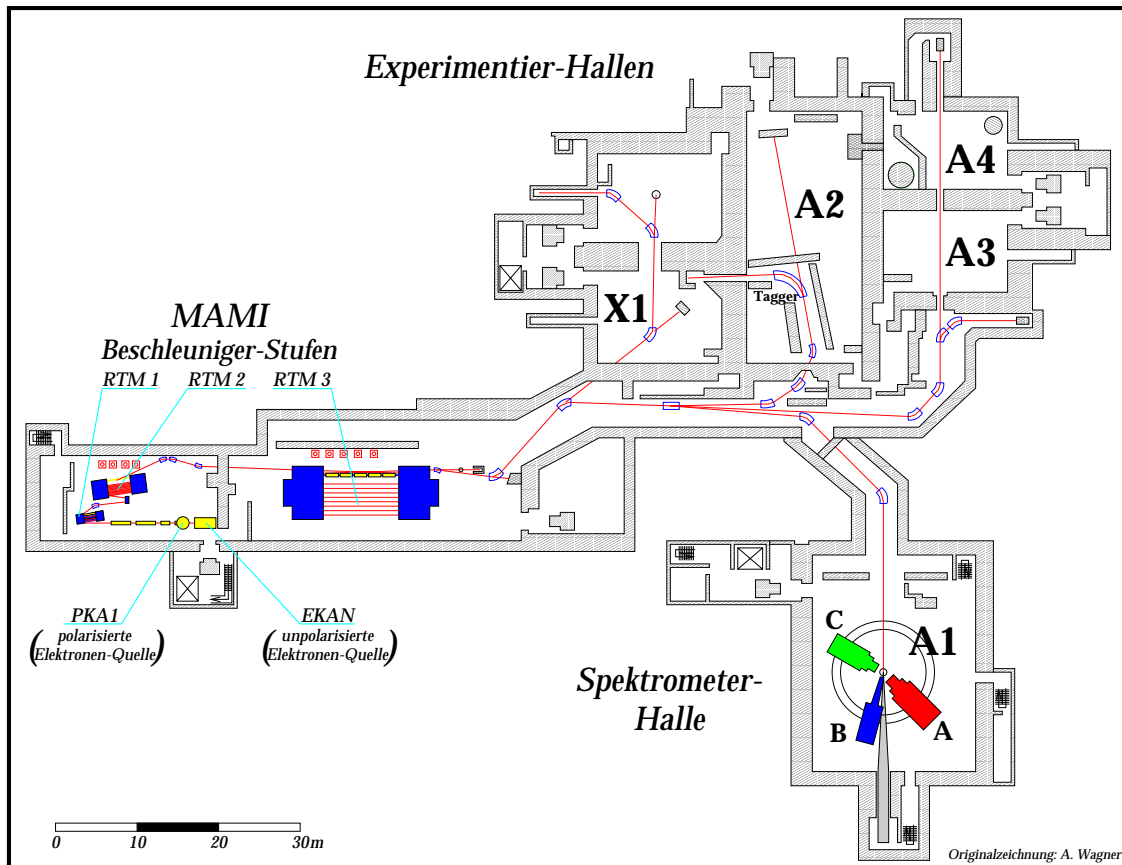 Experimentier-Hallen
A4
A2
A3
Tagger
X1
MAMI
Beschleuniger-Stufen
RTM 1
RTM 2
RTM 3
PKA1
(polarisierte
Elektronen-Quelle)
EKAN
(unpolarisierte
Elektronen-Quelle)
C
A1
Spektrometer-
Halle
B
A
0 10 20 30m
Originalzeichnung: A. Wagner